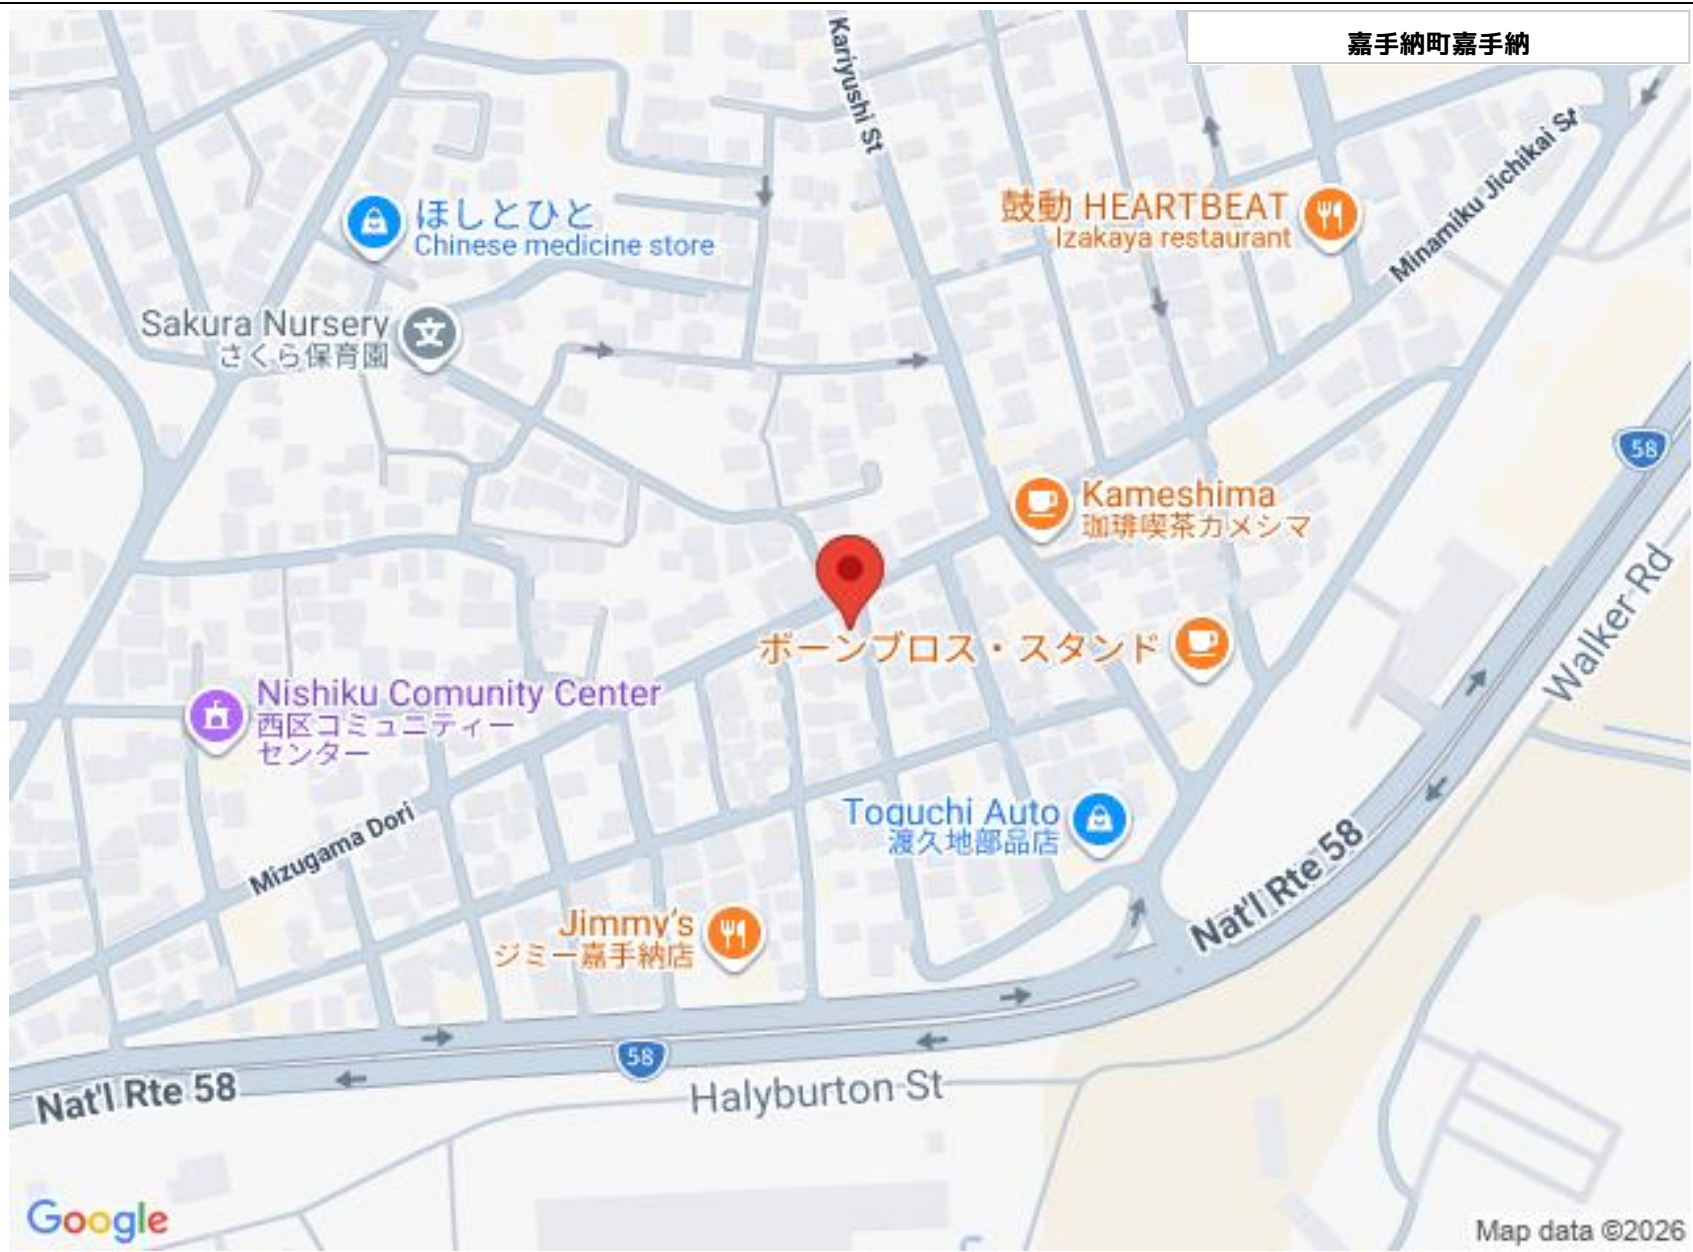 嘉手納町嘉手納
Kariyushi St
Minamiku Jichikai St
ほしとひと
Chinese medicine store
鼓動 HEARTBEAT
Izakaya restaurant
Sakura Nursery
さくら保育園
58
Kameshima
珈琲喫茶カメシマ
Walker Rd
ボーンブロス・スタンド
Nishiku Comunity Center
西区コミュニティー
センター
Mizugama Dori
Toguchi Auto
渡久地部品店
Nat'l Rte 58
Jimmy's
ジミー嘉手納店
58
Nat'l Rte 58
Halyburton St
Google
Map data ©2026